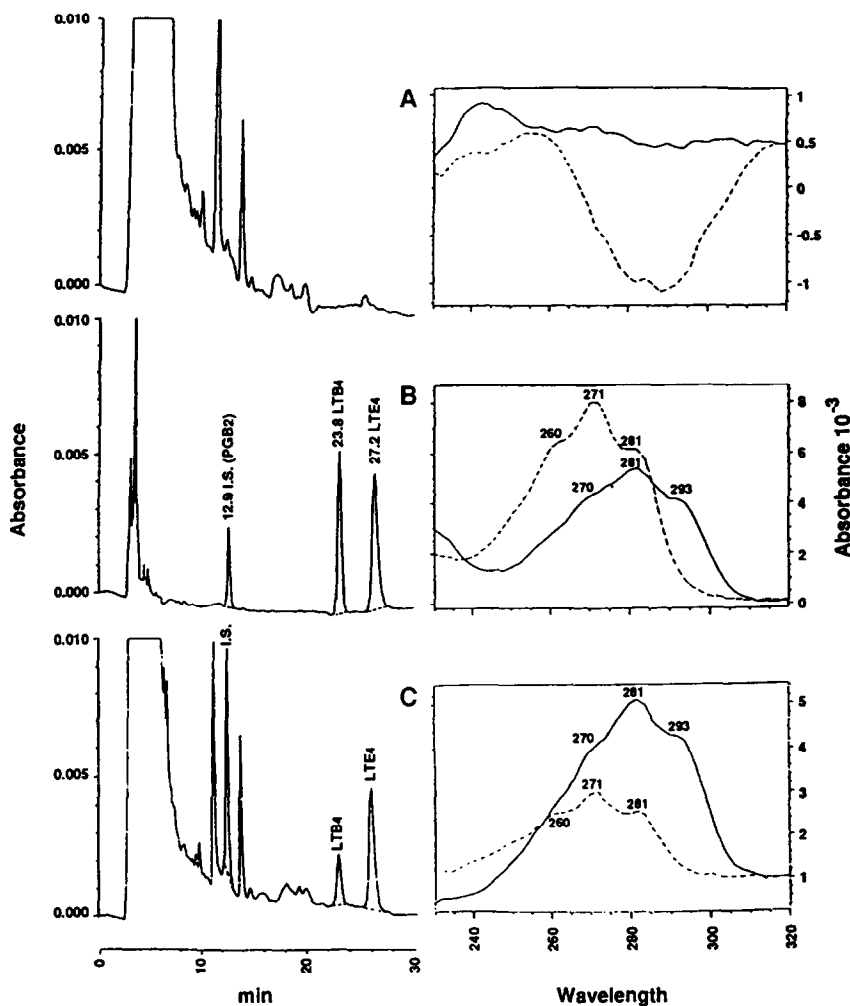 0.010
0.005
0.000
A
1
0.5
0
-0.5
-1
Absorbance
0.010
0.005
0.000
12.9 I.S. (PGB2)
23.8 LTB4
27.2 LTE4
B
260
271
281
270
281
293
8
6
4
2
0
Absorbance 10⁻³
0.010
0.005
0.000
I.S.
LTB4
LTE4
C
270
281
293
260
271
281
5
4
3
2
1
0 10 20 30
min
240 260 280 300 320
Wavelength